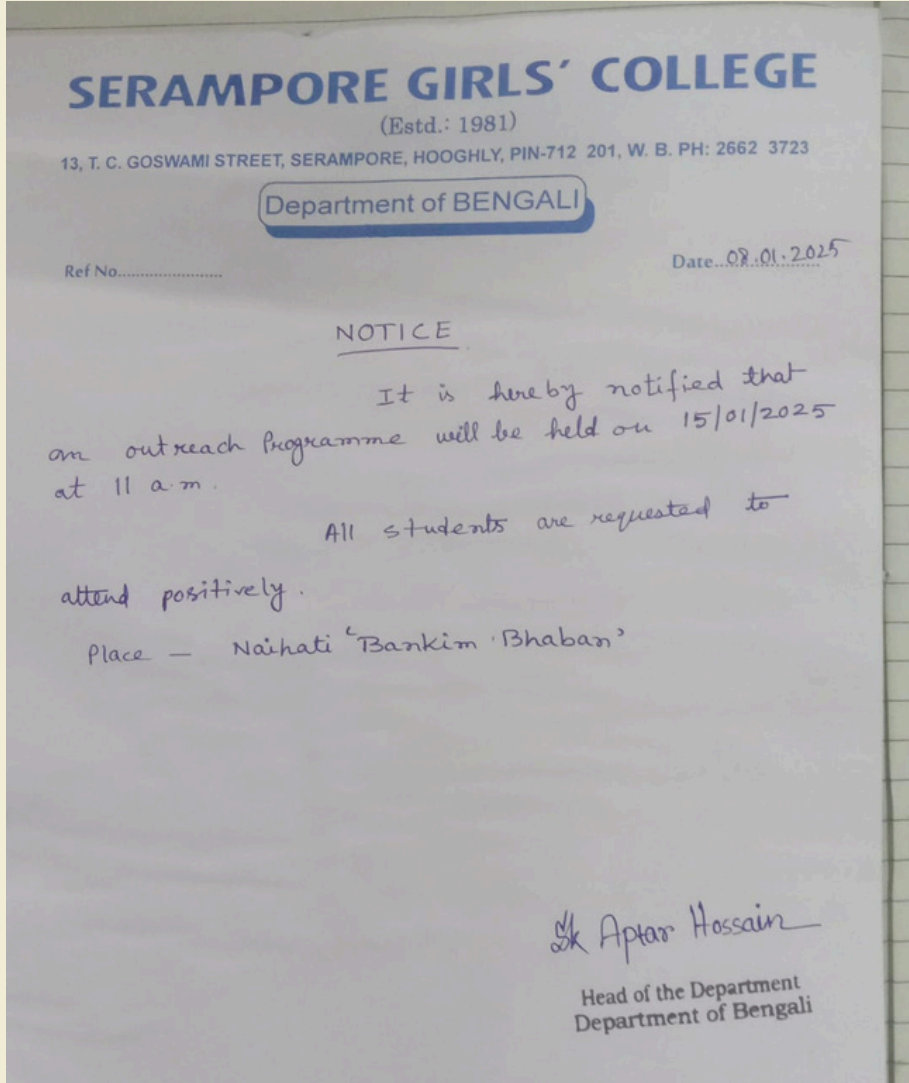 SERAMPORE GIRLS' COLLEGE
(Estd.: 1981)
13, T. C. GOSWAMI STREET, SERAMPORE, HOOGHLY, PIN-712 201, W. B. PH: 2662 3723
Department of BENGALI
Ref No......................
Date..08.01.2025
NOTICE
It is hereby notified that
an outreach Programme will be held on 15/01/2025
at 11 a.m.
All students are requested to
attend positively.
Place — Naihati 'Bankim Bhaban'
Sk Aptar Hossain
Head of the Department
Department of Bengali